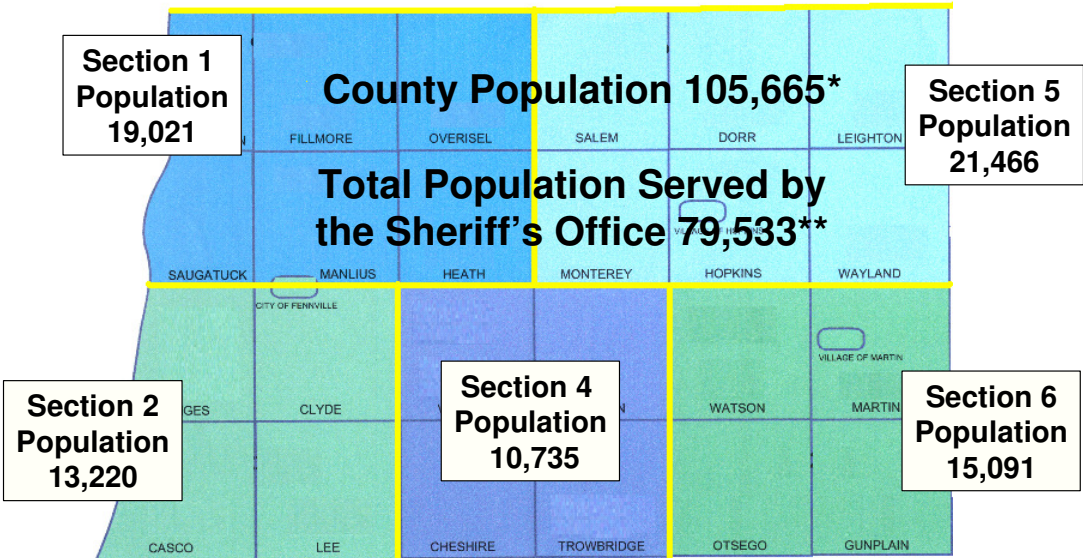 Section 1
Population
19,021
County Population 105,665*
Section 5
Population
21,466
FILLMORE
OVERISEL
SALEM
DORR
LEIGHTON
Total Population Served by
the Sheriff's Office 79,533**
SAUGATUCK
MANLIUS
HEATH
MONTEREY
HOPKINS
WAYLAND
CITY OF FENNVILLE
VILLAGE OF MARTIN
Section 2
Population
13,220
CLYDE
Section 4
Population
10,735
WATSON
MARTIN
Section 6
Population
15,091
CASCO
LEE
CHESHIRE
TROWBRIDGE
OTSEGO
GUNPLAIN